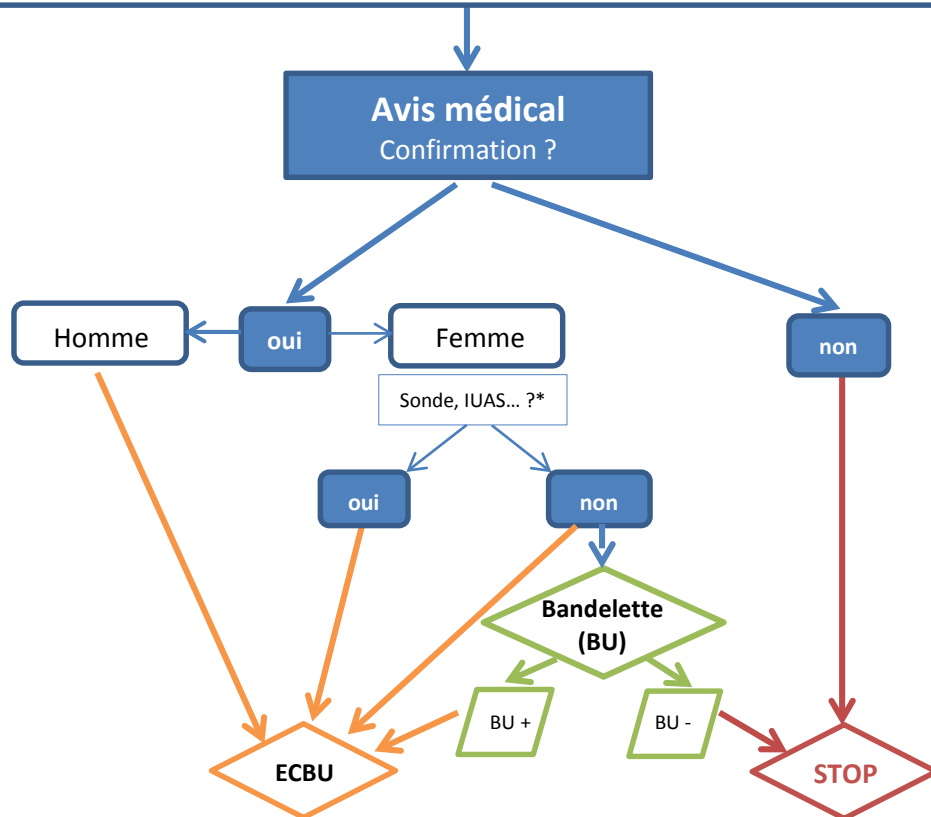 Avis médical
Confirmation ?
Homme
oui
Femme
non
Sonde, IUAS... ?*
oui
non
Bandelette
(BU)
BU +
BU -
ECBU
STOP